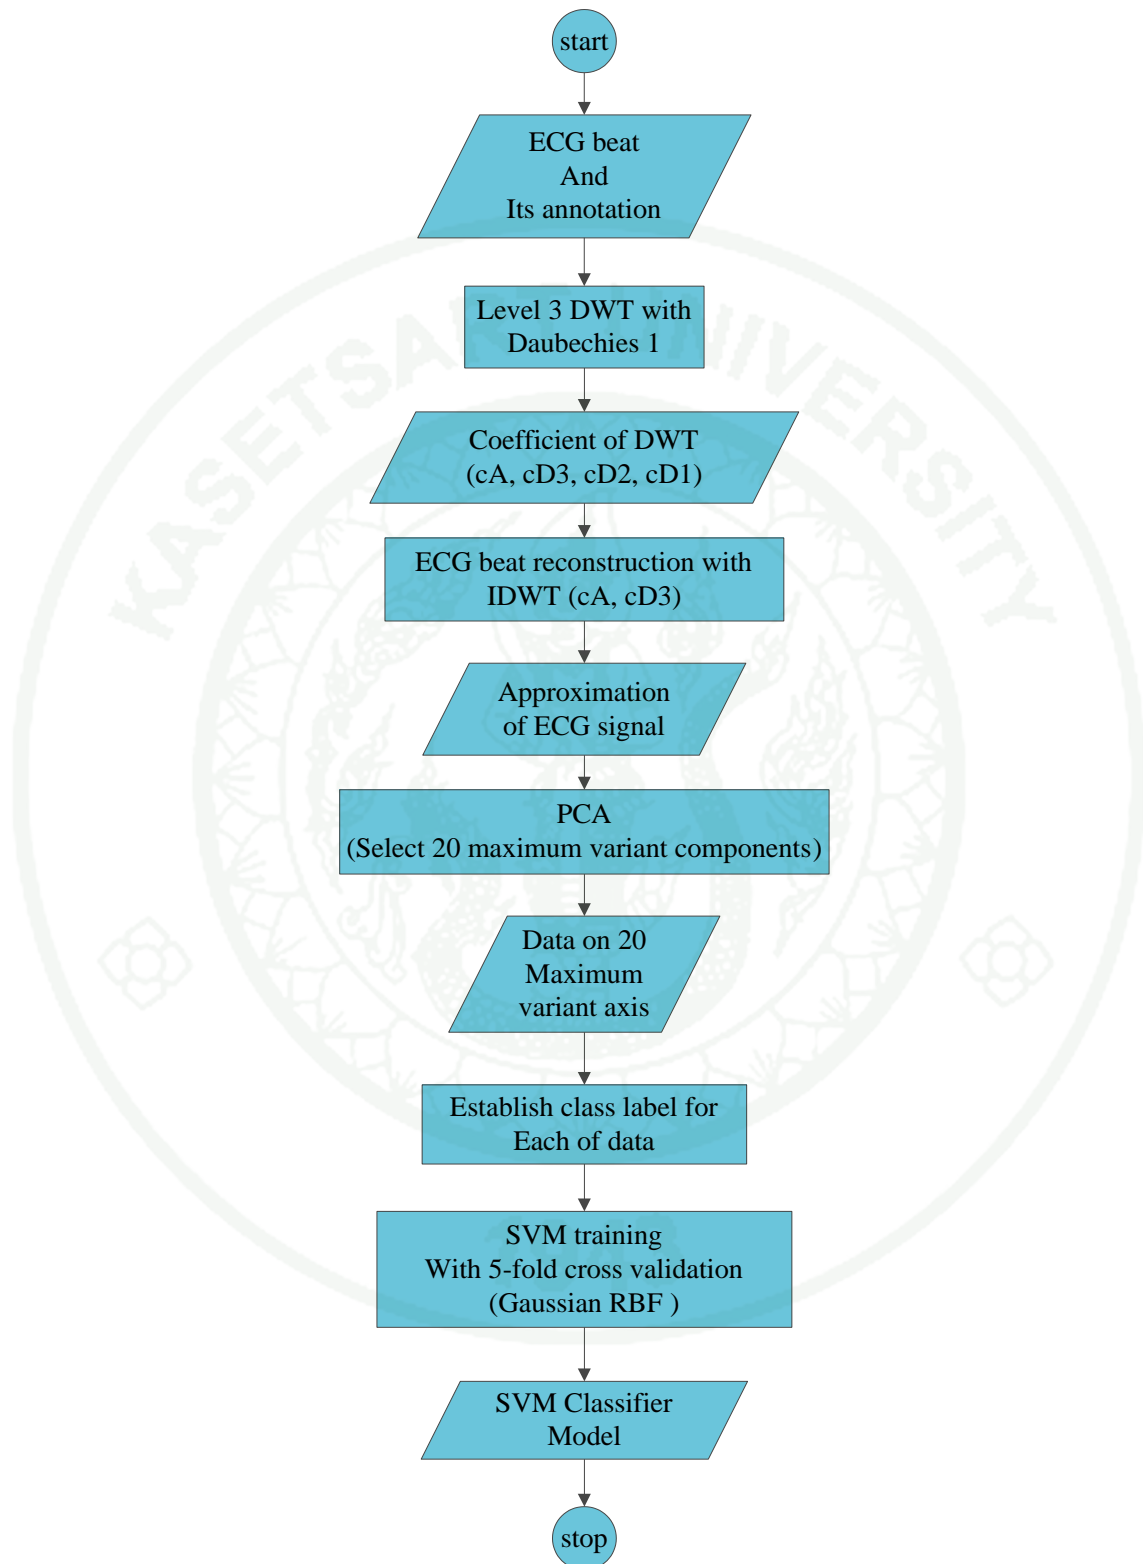 start
ECG beat
And
Its annotation
Level 3 DWT with
Daubechies 1
Coefficient of DWT
(cA, cD3, cD2, cD1)
ECG beat reconstruction with
IDWT (cA, cD3)
Approximation
of ECG signal
PCA
(Select 20 maximum variant components)
Data on 20
Maximum
variant axis
Establish class label for
Each of data
SVM training
With 5-fold cross validation
(Gaussian RBF )
SVM Classifier
Model
stop
KASETSART UNIVERSITY
1943